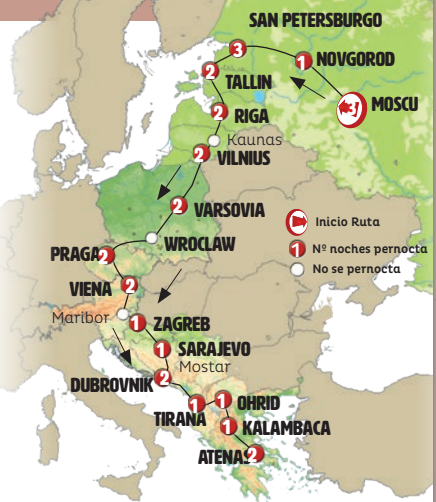 SAN PETERSBURGO
3
1
NOVGOROD
2
TALLIN
3
MOSCU
2
RIGA
Kaunas
2
VILNIUS
2
VARSOVIA
Inicio Ruta
WROCLAW
1
Nº noches pernocta
PRAGA
2
No se pernocta
VIENA
2
Maribor
1
ZAGREB
1
SARAJEVO
Mostar
DUBROVNIK
2
1
TIRANA
1
OHRID
1
KALAMBACA
ATENAS
2